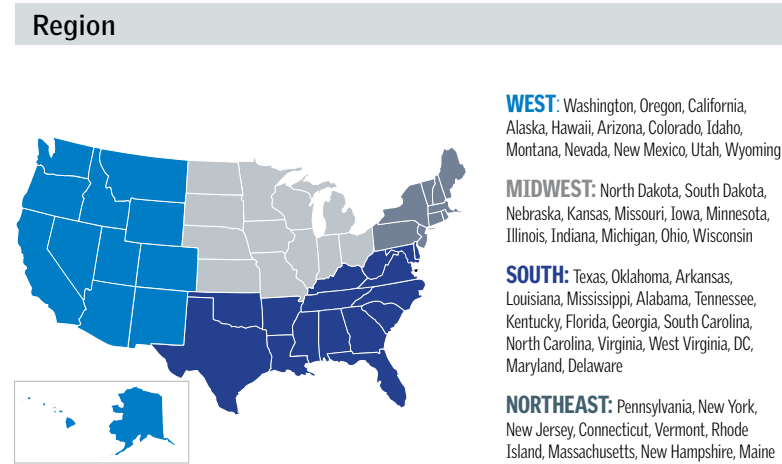 Region
WEST: Washington, Oregon, California,
Alaska, Hawaii, Arizona, Colorado, Idaho,
Montana, Nevada, New Mexico, Utah, Wyoming
MIDWEST: North Dakota, South Dakota,
Nebraska, Kansas, Missouri, Iowa, Minnesota,
Illinois, Indiana, Michigan, Ohio, Wisconsin
SOUTH: Texas, Oklahoma, Arkansas,
Louisiana, Mississippi, Alabama, Tennessee,
Kentucky, Florida, Georgia, South Carolina,
North Carolina, Virginia, West Virginia, DC,
Maryland, Delaware
NORTHEAST: Pennsylvania, New York,
New Jersey, Connecticut, Vermont, Rhode
Island, Massachusetts, New Hampshire, Maine